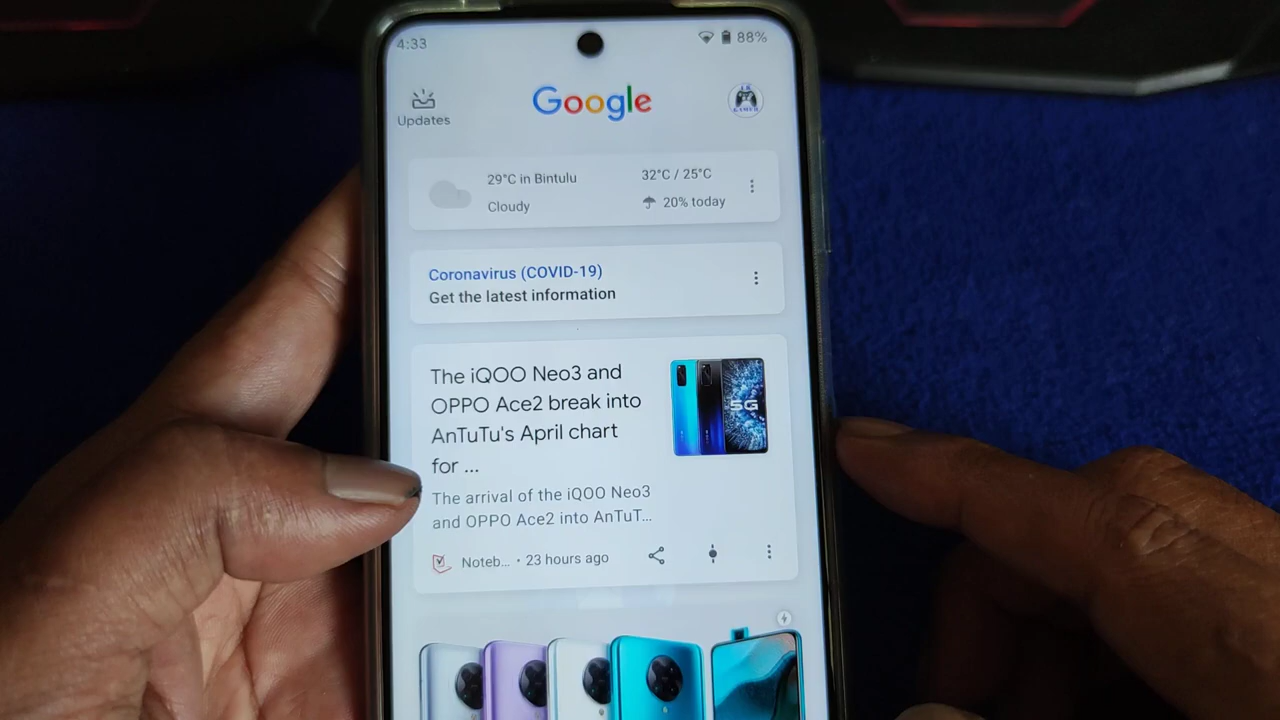 4:33
88%
Updates
Google
29°C in Bintulu
32°C / 25°C
Cloudy
20% today
Coronavirus (COVID-19)
Get the latest information
The iQOO Neo3 and
OPPO Ace2 break into
AnTuTu's April chart
for ...
5G
The arrival of the iQOO Neo3
and OPPO Ace2 into AnTuT...
Noteb... • 23 hours ago